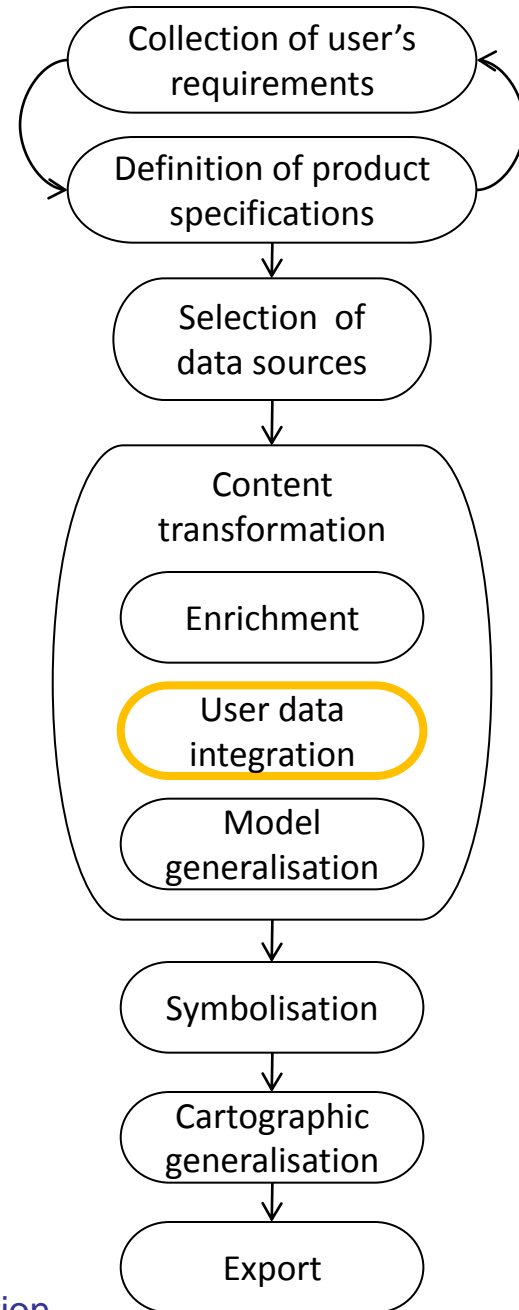 Collection of user's
requirements
Definition of product
specifications
Selection of
data sources
Content
transformation
Enrichment
User data
integration
Model
generalisation
Symbolisation
Cartographic
generalisation
Export